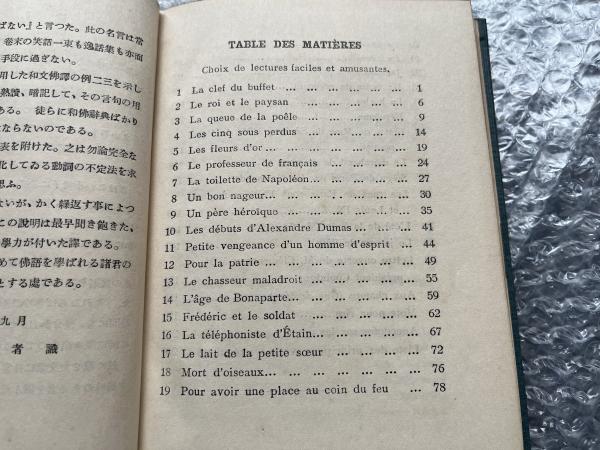 ばない』と言つた。此の名言は常
卷末の笑話一束も逸話集も亦面
手段に過ぎない。
用した和文佛譯の例二三を示し
熟讀、暗記して、その言句の用
ある。 徒らに和佛辭典ばかり
ならないのである。
表を附けた。之は勿論完全な
化してゐる動詞の不定法を求
思ふ。
ないが、かく繰返す事によつ
この說明は最早聞き飽きた、
學力が付いた譯である。
めて佛語を學ばれる諸君の
とする處である。
九月
者 識
TABLE DES MATIÈRES
Choix de lectures faciles et amusantes.
1 La clef du buffet ... ... ... ... ... ... 1
2 Le roi et le paysan ... ... ... ... ... 6
3 La queue de la poêle ... ... ... ... ... 9
4 Les cinq sous perdus ... ... ... ... ... 14
5 Les fleurs d'or... ... ... ... ... ... ... 19
6 Le professeur de français ... ... ... ... 24
7 La toilette de Napoléon... ... ... ... ... 27
8 Un bon nageur... ... ... ... ... ... ... 30
9 Un père héroïque ... ... ... ... ... ... 35
10 Les débuts d'Alexandre Dumas... ... ... 41
11 Petite vengeance d'un homme d'esprit ... 44
12 Pour la patrie ... ... ... ... ... ... ... 49
13 Le chasseur maladroit ... ... ... ... ... 55
14 L'âge de Bonaparte... ... ... ... ... ... 59
15 Frédéric et le soldat ... ... ... ... ... 62
16 La téléphoniste d'Étain... ... ... ... ... 67
17 Le lait de la petite sœur ... ... ... ... 72
18 Mort d'oiseaux... ... ... ... ... ... ... 76
19 Pour avoir une place au coin du feu ... 78